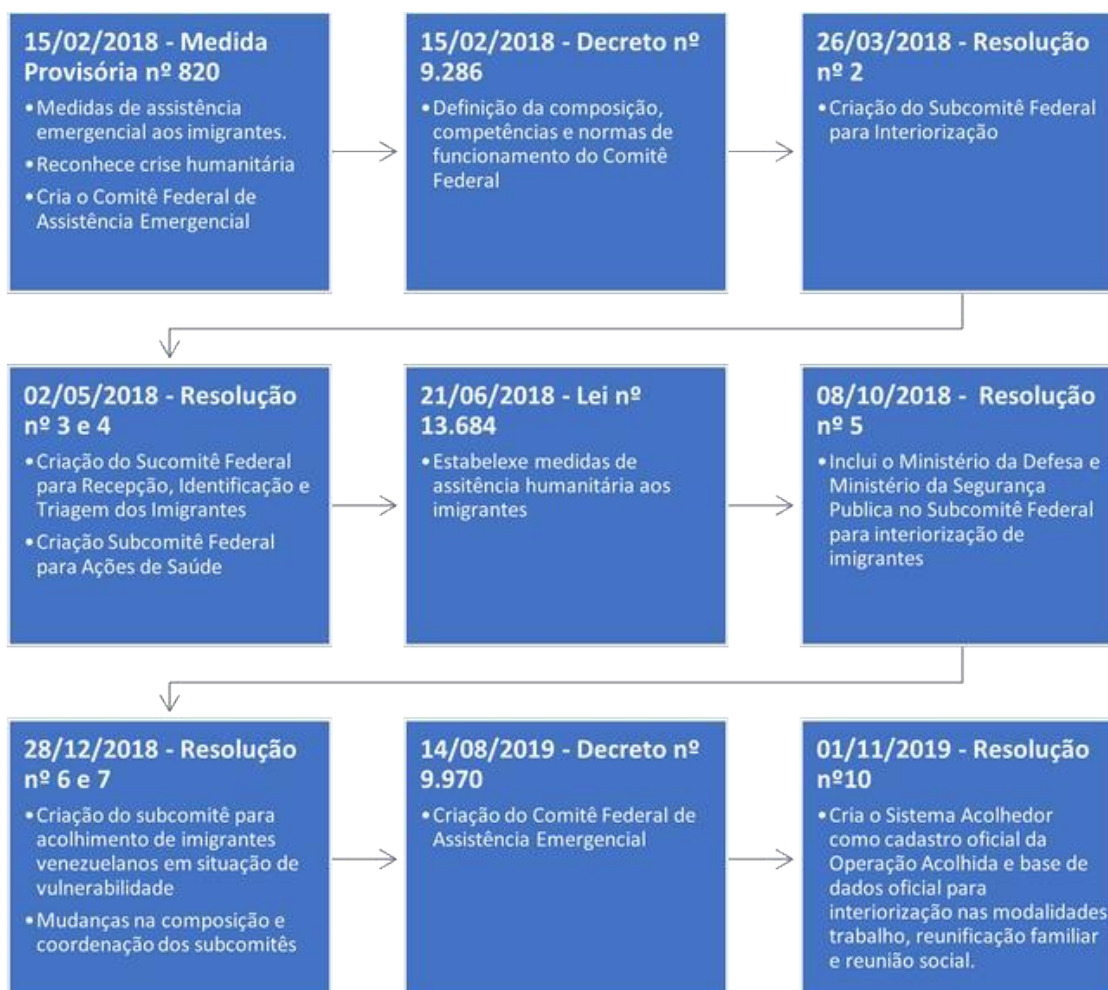 15/02/2018 - Medida
Provisória nº 820
•Medidas de assistência
emergencial aos imigrantes.
•Reconhece crise humanitária
•Cria o Comitê Federal de
Assistência Emergencial
15/02/2018 - Decreto nº
9.286
•Definição da composição,
competências e normas de
funcionamento do Comitê
Federal
26/03/2018 - Resolução
nº 2
•Criação do Subcomitê Federal
para Interiorização
02/05/2018 - Resolução
nº 3 e 4
•Criação do Sucomitê Federal
para Recepção, Identificação e
Triagem dos Imigrantes
•Criação Subcomitê Federal
para Ações de Saúde
21/06/2018 - Lei nº
13.684
•Estabelexe medidas de
assitência humanitária aos
imigrantes
08/10/2018 - Resolução
nº 5
•Inclui o Ministério da Defesa e
Ministério da Segurança
Publica no Subcomitê Federal
para interiorização de
imigrantes
28/12/2018 - Resolução
nº 6 e 7
•Criação do subcomitê para
acolhimento de imigrantes
venezuelanos em situação de
vulnerabilidade
•Mudanças na composição e
coordenação dos subcomitês
14/08/2019 - Decreto nº
9.970
•Criação do Comitê Federal de
Assistência Emergencial
01/11/2019 - Resolução
nº10
•Cria o Sistema Acolhedor
como cadastro oficial da
Operação Acolhida e base de
dados oficial para
interiorização nas modalidades
trabalho, reunificação familiar
e reunião social.